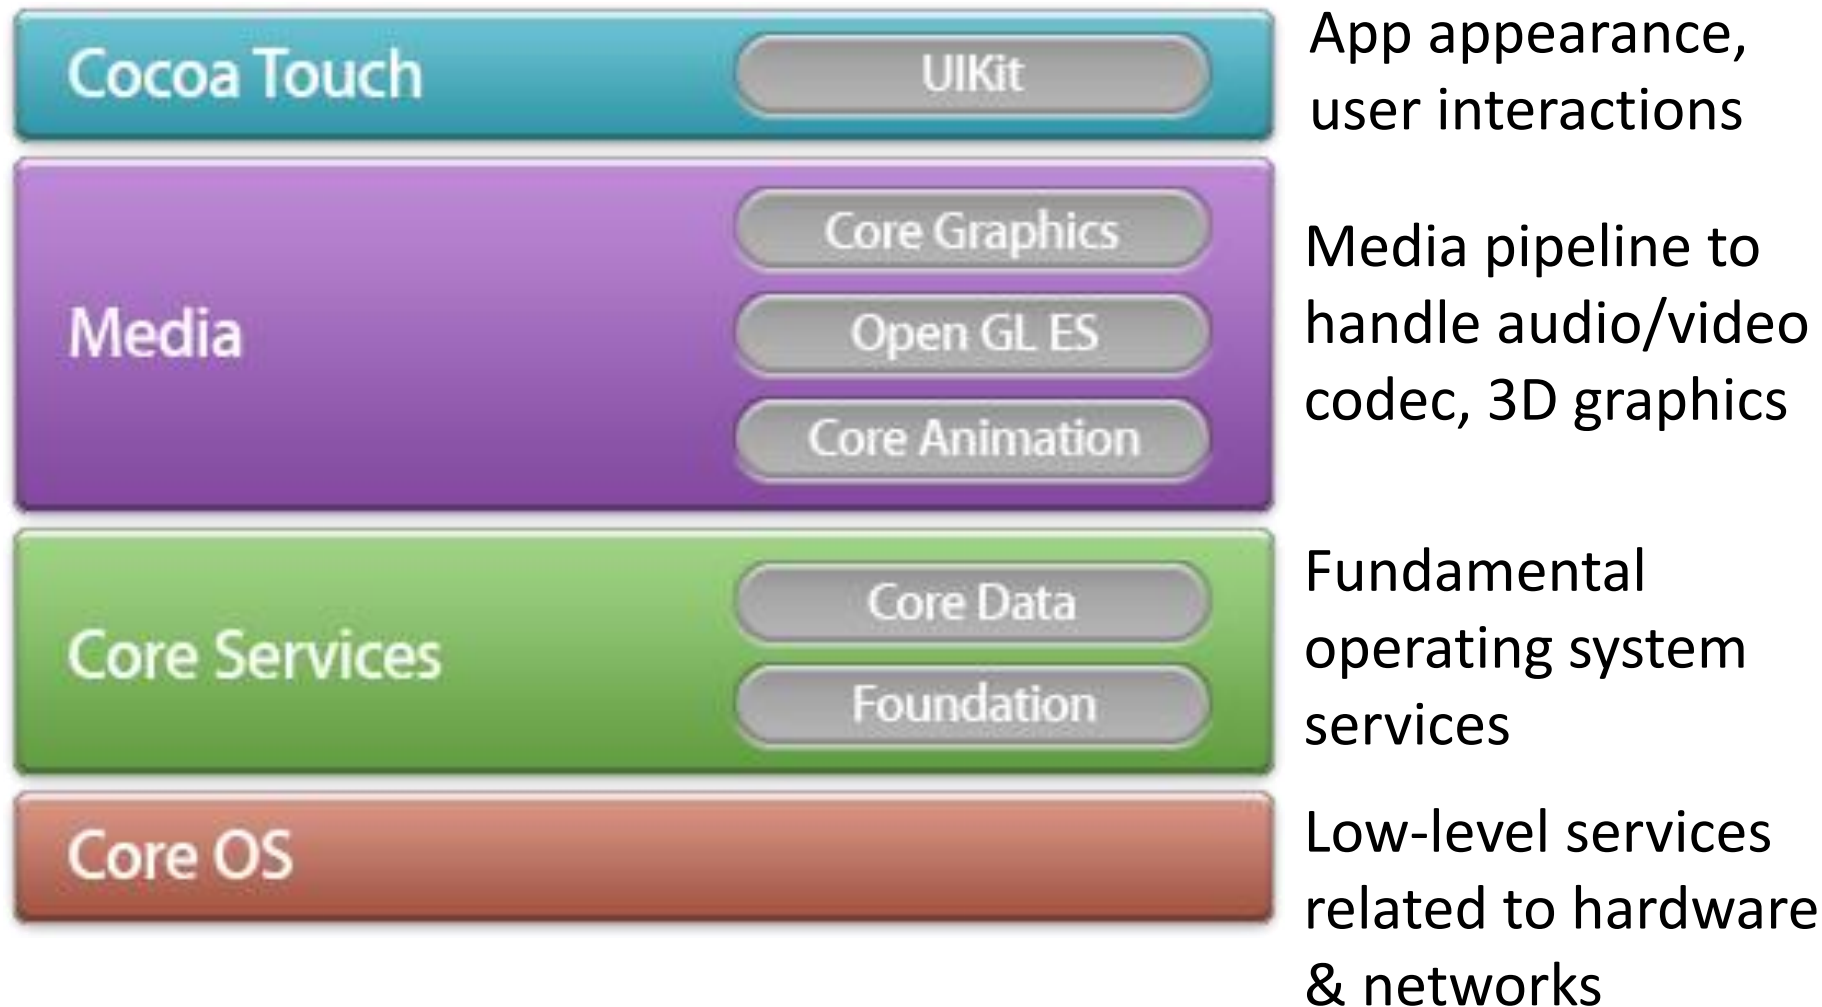 Cocoa Touch
UIKit
App appearance,
user interactions
Media
Core Graphics
Open GL ES
Core Animation
Media pipeline to
handle audio/video
codec, 3D graphics
Core Services
Core Data
Foundation
Fundamental
operating system
services
Core OS
Low-level services
related to hardware
& networks